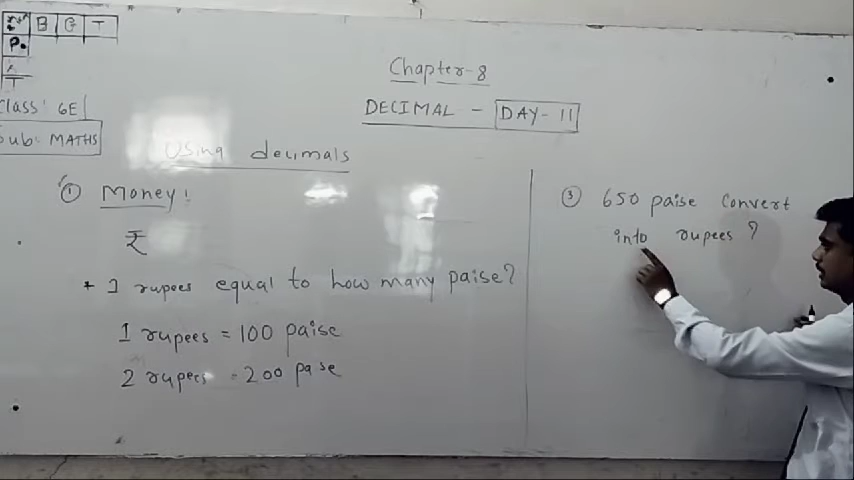 B G T
P.
T
Class: 6E
Sub: MATHS
Chapter-8
DECIMAL - DAY-11
Using decimals
① Money:
₹
+ 1 rupees equal to how many paise?
1 rupees = 100 paise
2 rupees = 200 paise
③ 650 paise convert
into rupees ?